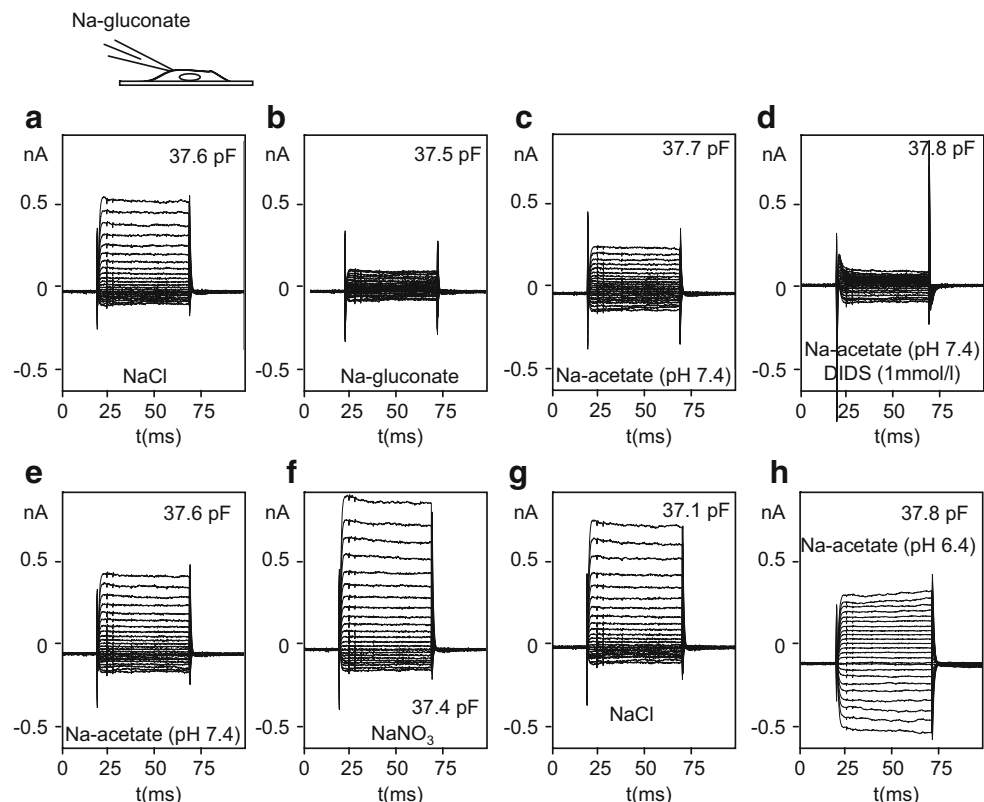 Na-gluconate
a
b
c
d
nA
37.6 pF
nA
37.5 pF
nA
37.7 pF
nA
37.8 pF
0.5
0.5
0.5
0.5
0
0
0
0
-0.5
NaCl
-0.5
Na-gluconate
-0.5
Na-acetate (pH 7.4)
-0.5
Na-acetate (pH 7.4)
DIDS (1mmol/l)
0 25 50 75
0 25 50 75
0 25 50 75
0 25 50 75
t(ms)
t(ms)
t(ms)
t(ms)
e
f
g
h
nA
37.6 pF
nA
nA
37.1 pF
nA
37.8 pF
Na-acetate (pH 6.4)
0.5
0.5
0.5
0.5
0
0
0
0
-0.5
Na-acetate (pH 7.4)
-0.5
37.4 pF
NaNO₃
-0.5
NaCl
-0.5
0 25 50 75
0 25 50 75
0 25 50 75
0 25 50 75
t(ms)
t(ms)
t(ms)
t(ms)